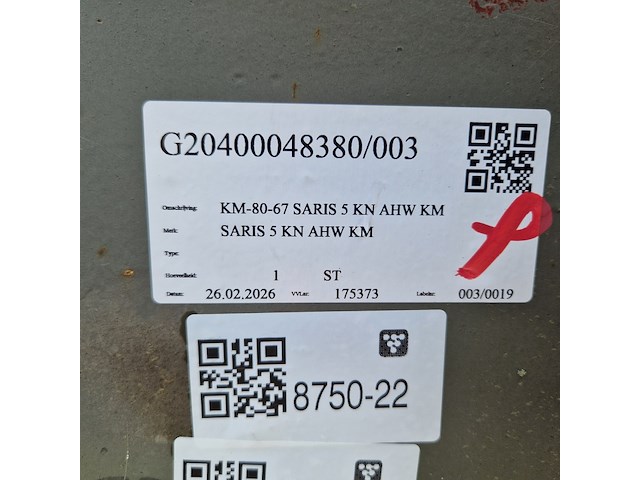 G20400048380/003
Omschrijving: KM-80-67 SARIS 5 KN AHW KM
Merk: SARIS 5 KN AHW KM
Type:
Hoeveelheid: 1 ST
Datum: 26.02.2026 VVLnr: 175373 Labelnr: 003/0019
8750-22